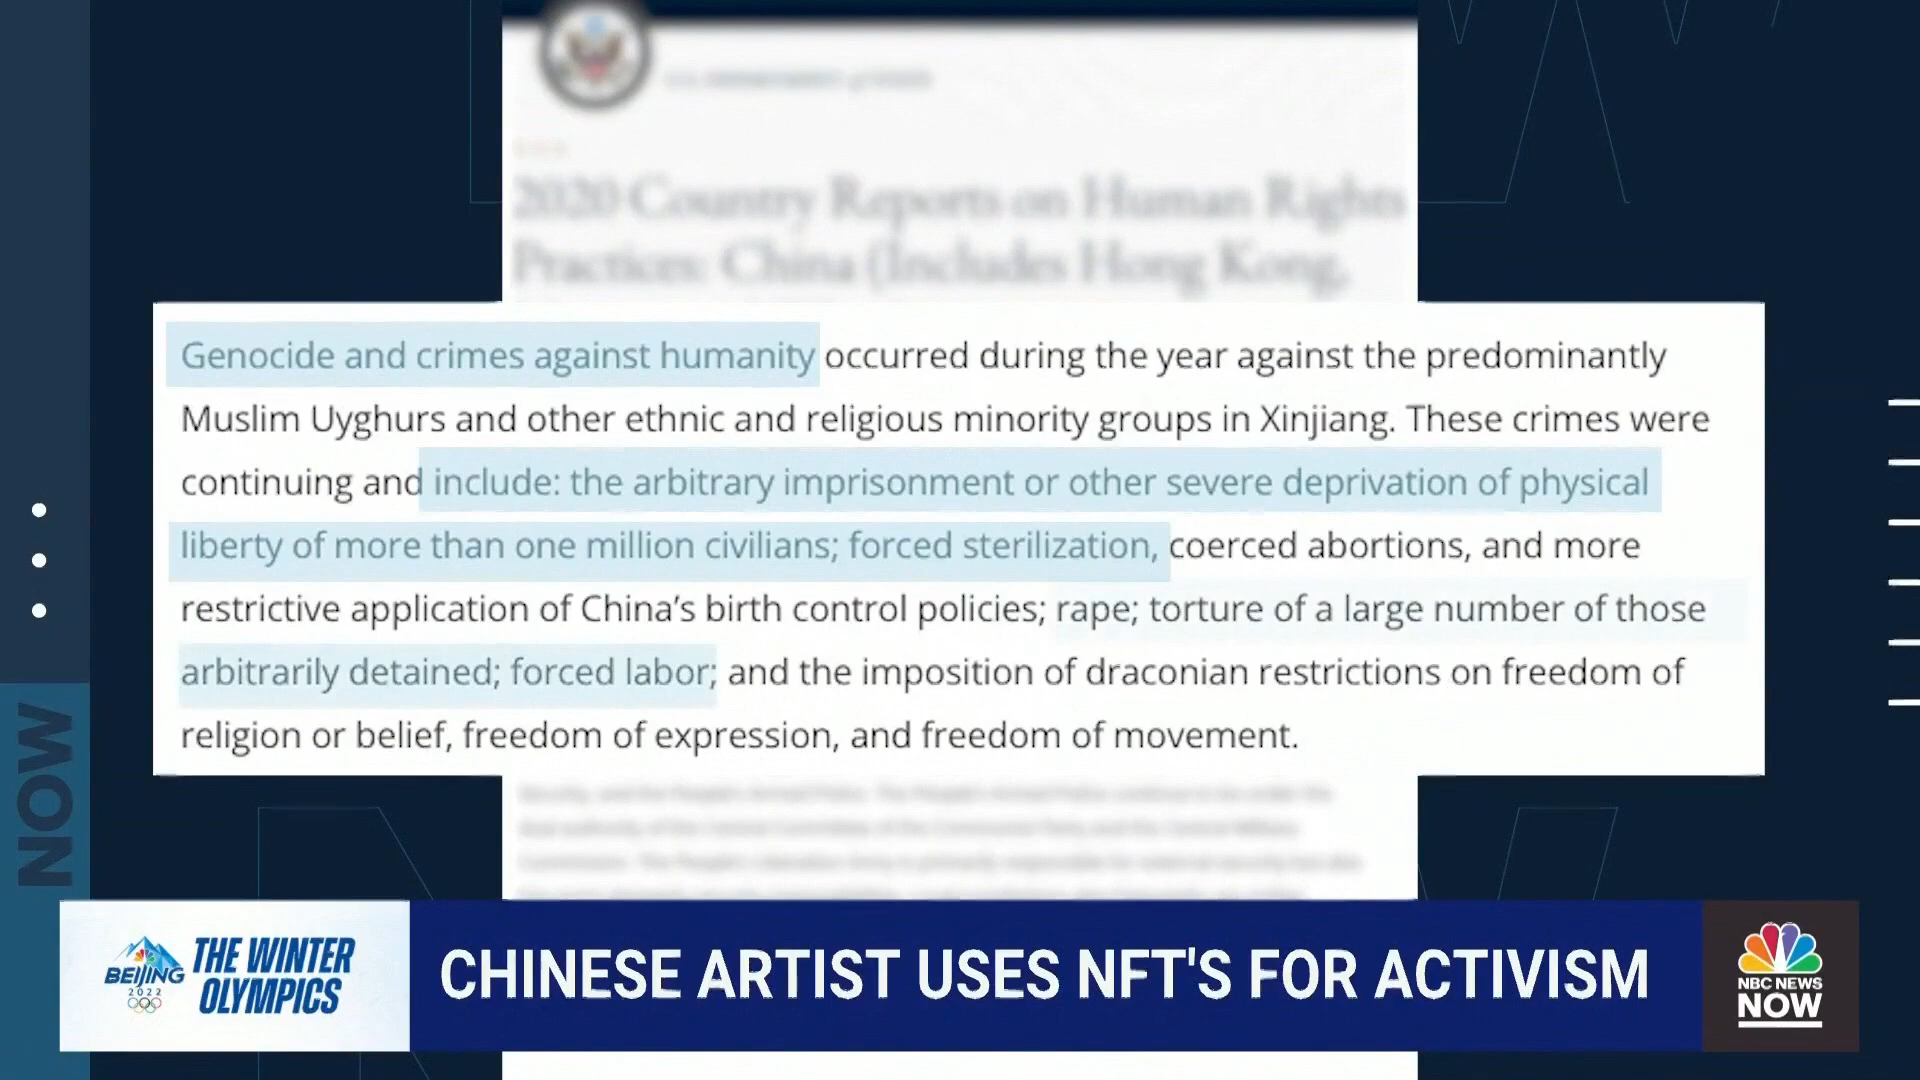 U.S. DEPARTMENT of STATE
2020 Country Reports on Human Rights
Practices: China (Includes Hong Kong,
Genocide and crimes against humanity occurred during the year against the predominantly
Muslim Uyghurs and other ethnic and religious minority groups in Xinjiang. These crimes were
continuing and include: the arbitrary imprisonment or other severe deprivation of physical
liberty of more than one million civilians; forced sterilization, coerced abortions, and more
restrictive application of China’s birth control policies; rape; torture of a large number of those
arbitrarily detained; forced labor; and the imposition of draconian restrictions on freedom of
religion or belief, freedom of expression, and freedom of movement.
NOW
BEIJING
2022
THE WINTER
OLYMPICS
CHINESE ARTIST USES NFT'S FOR ACTIVISM
NBC NEWS
NOW